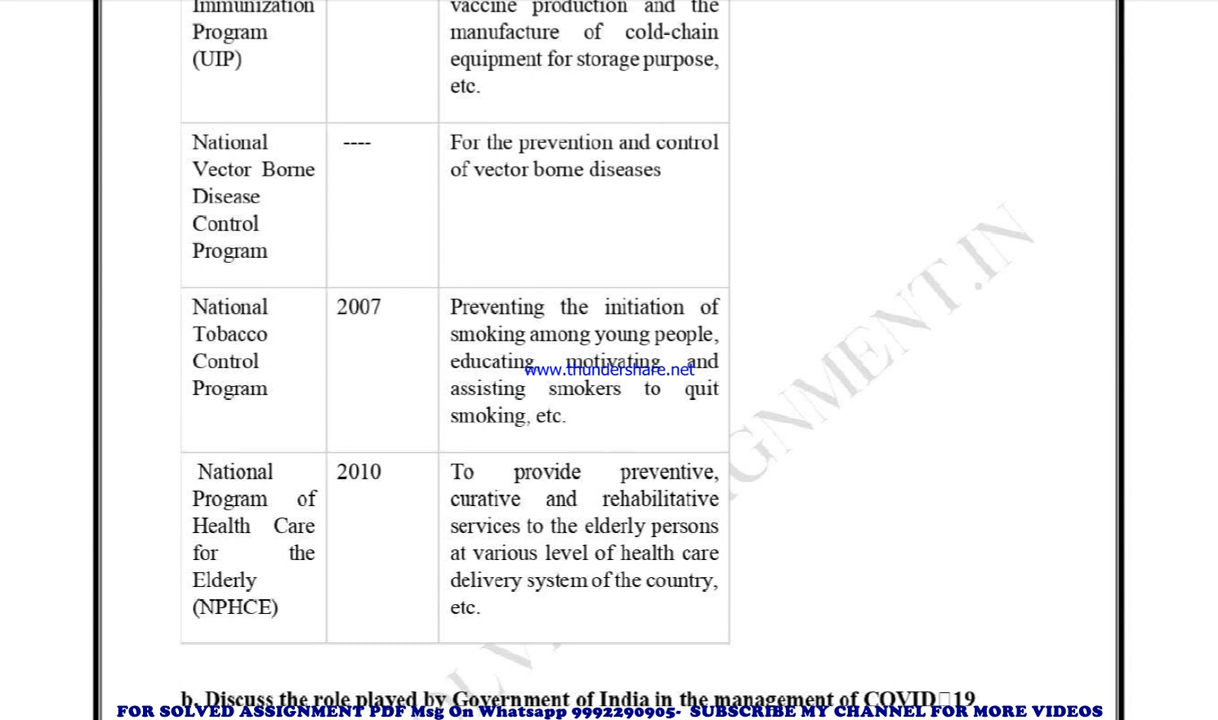 Immunization
Program
(UIP)
vaccine production and the
manufacture of cold-chain
equipment for storage purpose,
etc.
National
Vector Borne
Disease
Control
Program
----
For the prevention and control
of vector borne diseases
National
Tobacco
Control
Program
2007
Preventing the initiation of
smoking among young people,
educating, motivating and
assisting smokers to quit
smoking, etc.
www.thundershare.net
National
Program of
Health Care
for the
Elderly
(NPHCE)
2010
To provide preventive,
curative and rehabilitative
services to the elderly persons
at various level of health care
delivery system of the country,
etc.
b. Discuss the role played by Government of India in the management of COVID□19
FOR SOLVED ASSIGNMENT PDF Msg On Whatsapp 9992290905- SUBSCRIBE MY CHANNEL FOR MORE VIDEOS